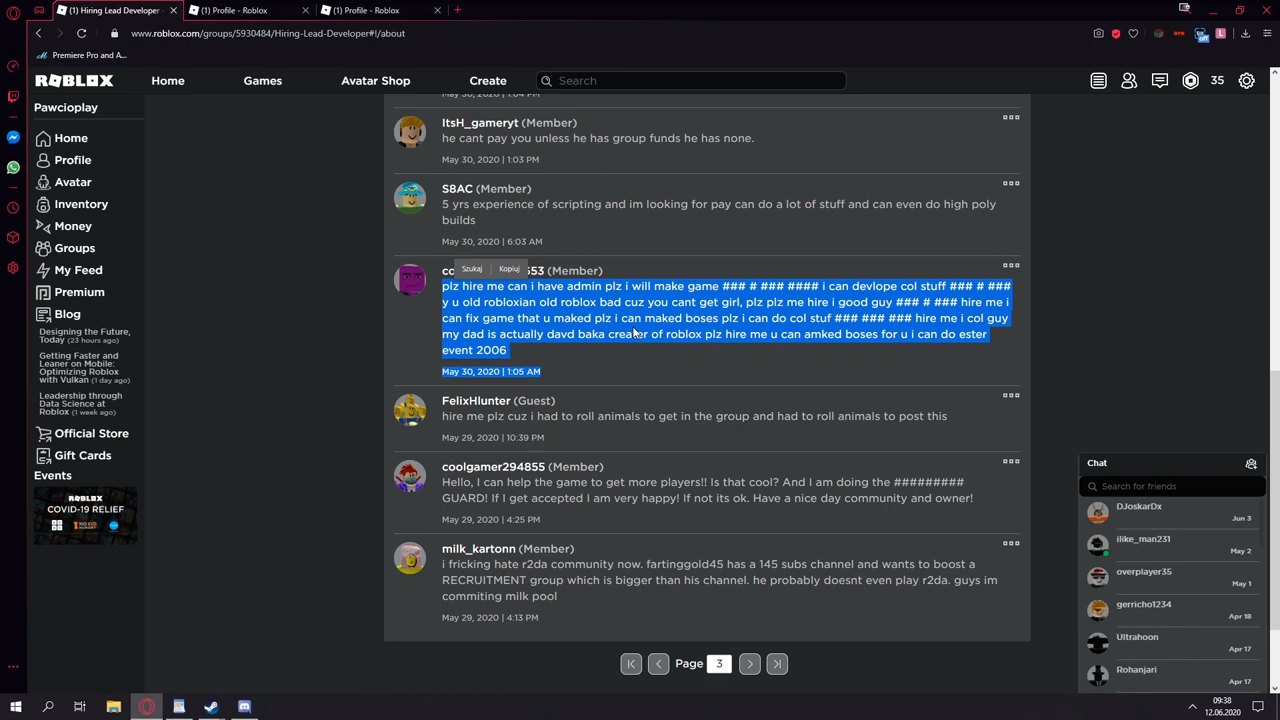 (1) Hiring Lead Developer
(1) Profile - Roblox
(1) Profile - Roblox
www.roblox.com/groups/5930484/Hiring-Lead-Developer#!/about
Premiere Pro and A...
ROBLOX
Home
Games
Avatar Shop
Create
Search
35
Pawcioplay
Home
Profile
Avatar
Inventory
Money
Groups
My Feed
Premium
Blog
Designing the Future,
Today (23 hours ago)
Getting Faster and
Leaner on Mobile:
Optimizing Roblox
with Vulkan (1 day ago)
Leadership through
Data Science at
Roblox (1 week ago)
Official Store
Gift Cards
Events
ROBLOX
COVID-19 RELIEF
May 30, 2020 | 1:04 PM
ItsH_gameryt (Member)
he cant pay you unless he has group funds he has none.
May 30, 2020 | 1:03 PM
S8AC (Member)
5 yrs experience of scripting and im looking for pay can do a lot of stuff and can even do high poly
builds
May 30, 2020 | 6:03 AM
Szukaj
Kopiuj
(Member)
plz hire me can i have admin plz i will make game ### # ### #### i can devlope col stuff ### # ###
y u old robloxian old roblox bad cuz you cant get girl, plz plz me hire i good guy ### # ### hire me i
can fix game that u maked plz i can maked boses plz i can do col stuf ### ### ### hire me i col guy
my dad is actually davd baka creater of roblox plz hire me u can amked boses for u i can do ester
event 2006
May 30, 2020 | 1:05 AM
FelixHlunter (Guest)
hire me plz cuz i had to roll animals to get in the group and had to roll animals to post this
May 29, 2020 | 10:39 PM
coolgamer294855 (Member)
Hello, I can help the game to get more players!! Is that cool? And I am doing the #########
GUARD! If I get accepted I am very happy! If not its ok. Have a nice day community and owner!
May 29, 2020 | 4:25 PM
milk_kartonn (Member)
i fricking hate r2da community now. fartinggold45 has a 145 subs channel and wants to boost a
RECRUITMENT group which is bigger than his channel. he probably doesnt even play r2da. guys im
commiting milk pool
May 29, 2020 | 4:13 PM
Page 3
Chat
Search for friends
DJoskarDx
Jun 3
ilike_man231
May 2
overplayer35
May 1
gerricho1234
Apr 18
Ultrahoon
Apr 17
Rohanjari
Apr 17
09:38
12.06.2020